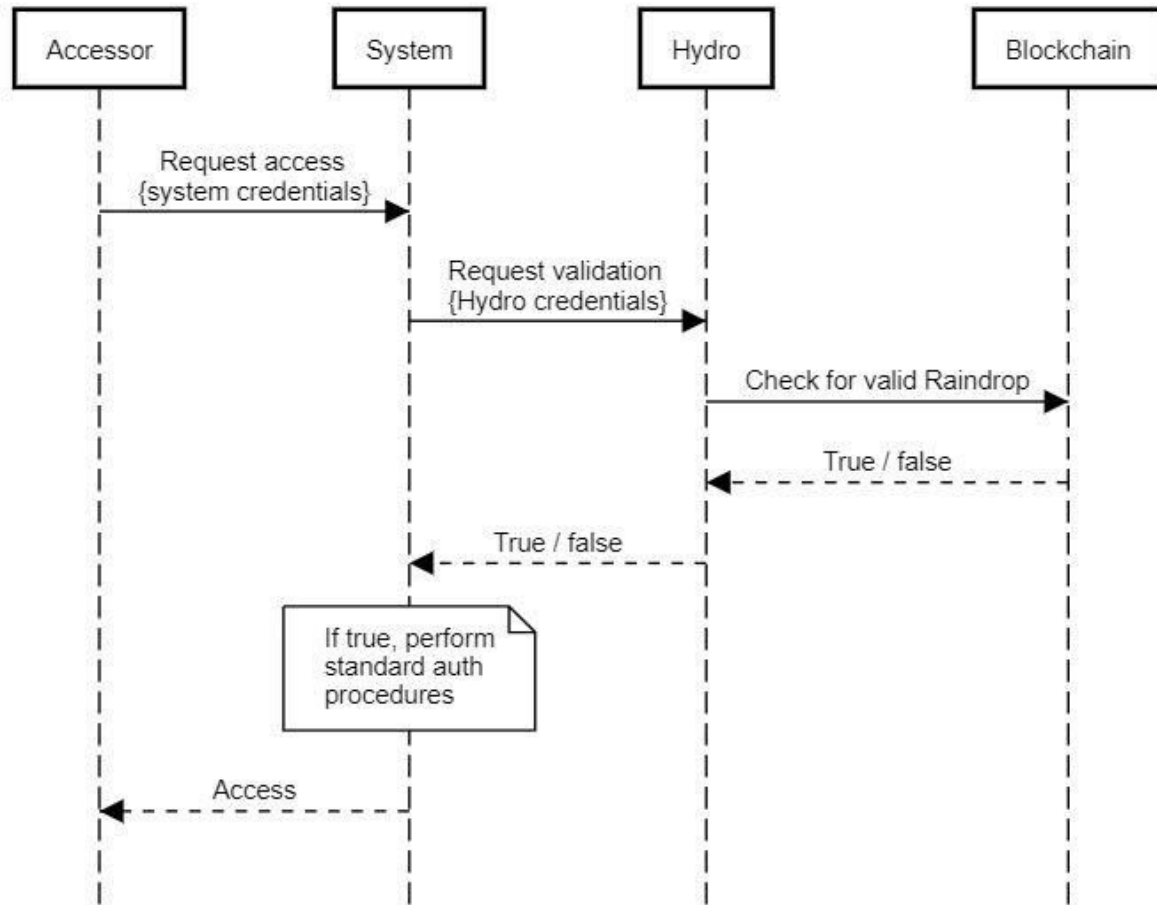 Accessor
System
Hydro
Blockchain
Request access
{system credentials}
Request validation
{Hydro credentials}
Check for valid Raindrop
True / false
True / false
If true, perform
standard auth
procedures
Access